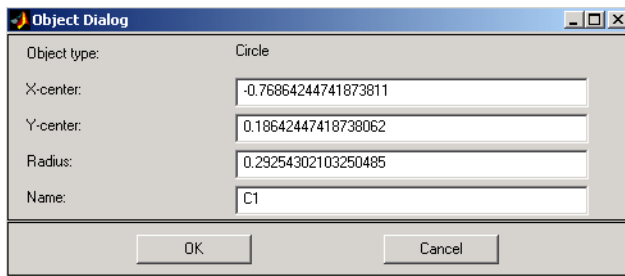 Object Dialog
Object type: Circle
X-center: -0.76864244741873811
Y-center: 0.18642447418738062
Radius: 0.29254302103250485
Name: C1
OK Cancel